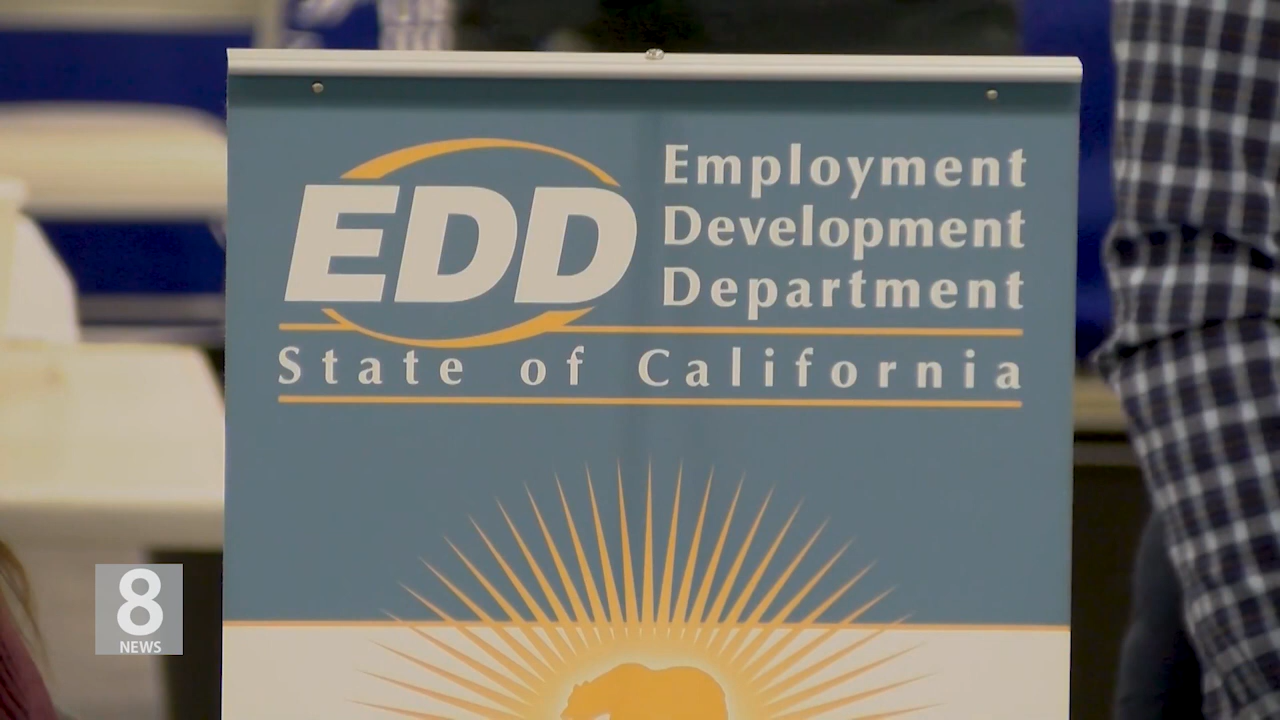 EDD
Employment
Development
Department
State of California
8
NEWS